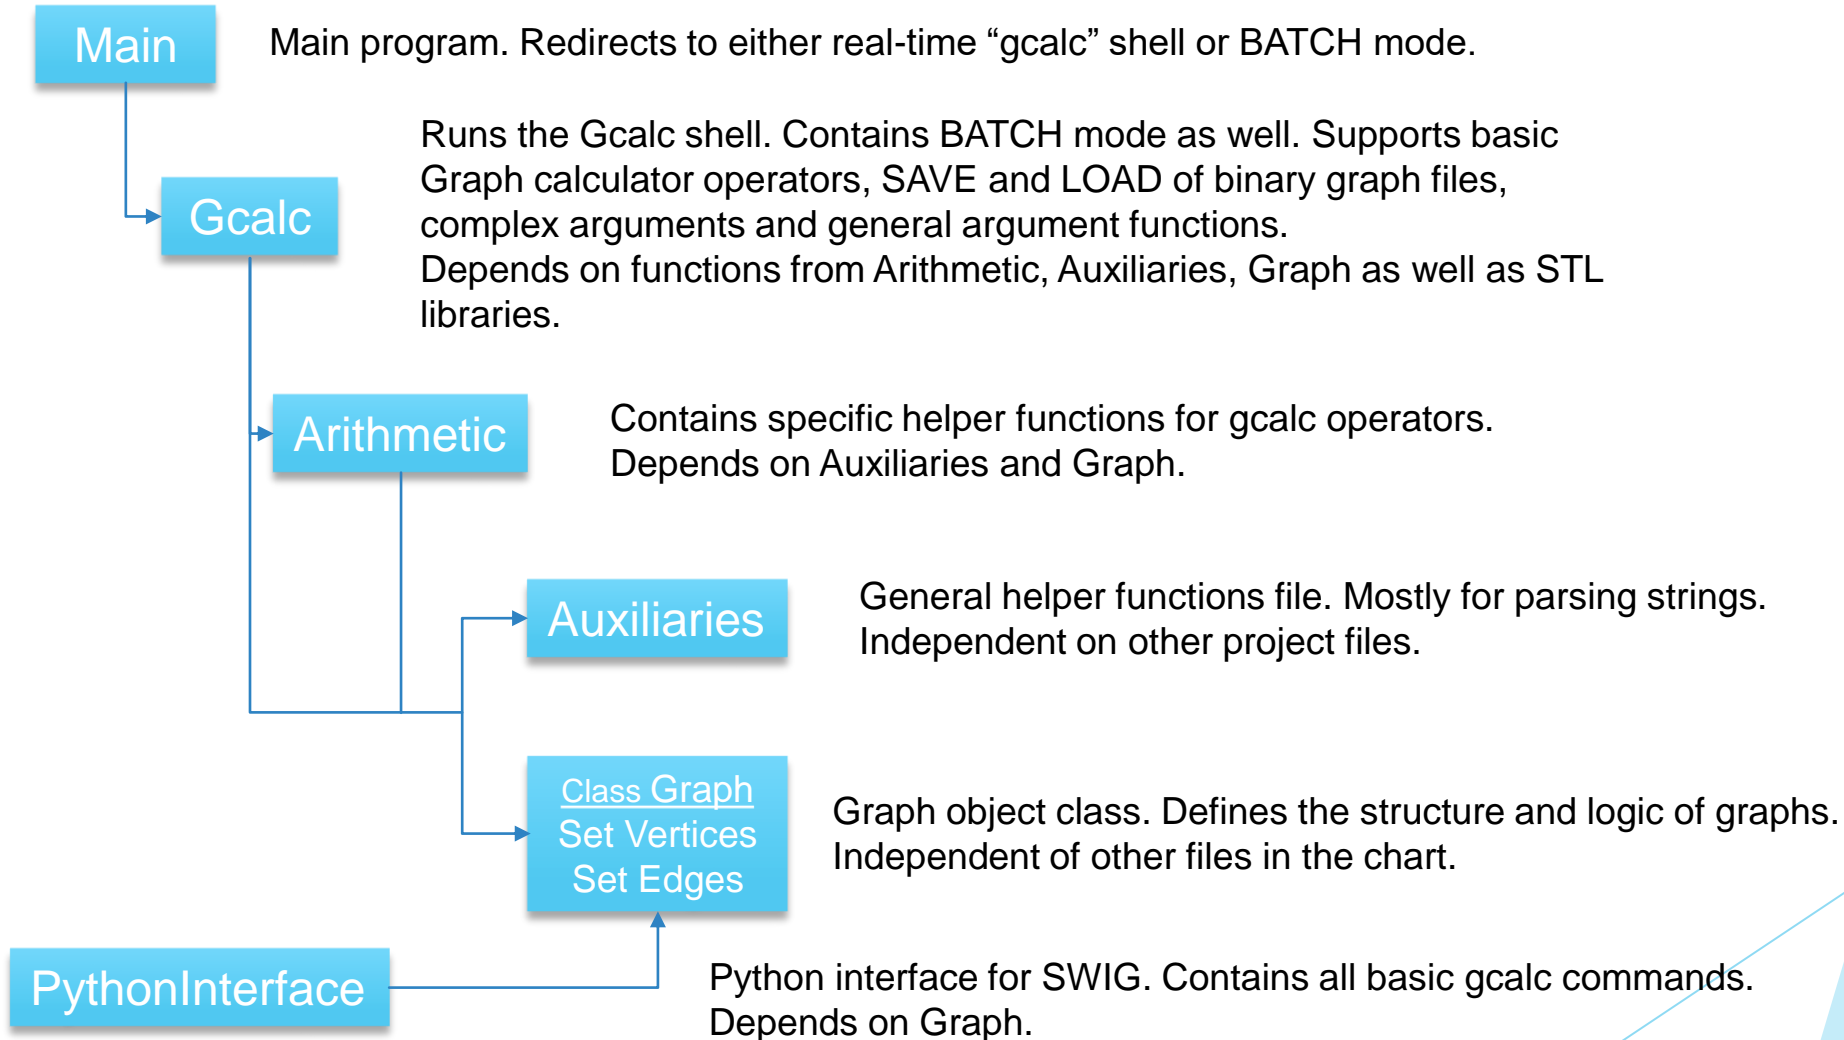 Main
Main program. Redirects to either real-time “gcalc” shell or BATCH mode.
Gcalc
Runs the Gcalc shell. Contains BATCH mode as well. Supports basic
Graph calculator operators, SAVE and LOAD of binary graph files,
complex arguments and general argument functions.
Depends on functions from Arithmetic, Auxiliaries, Graph as well as STL
libraries.
Arithmetic
Contains specific helper functions for gcalc operators.
Depends on Auxiliaries and Graph.
Auxiliaries
General helper functions file. Mostly for parsing strings.
Independent on other project files.
Class Graph
Set Vertices
Set Edges
Graph object class. Defines the structure and logic of graphs.
Independent of other files in the chart.
PythonInterface
Python interface for SWIG. Contains all basic gcalc commands.
Depends on Graph.